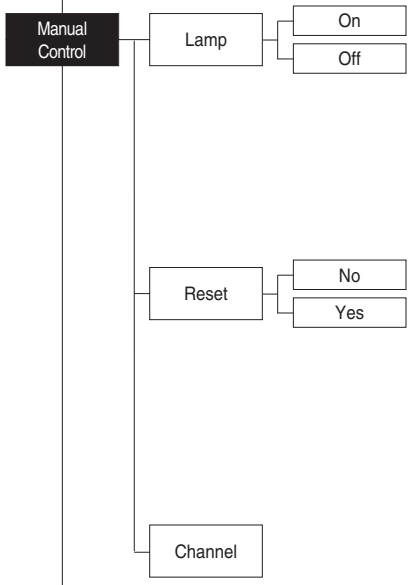 Manual
Control
Lamp
On
Off
Reset
No
Yes
Channel